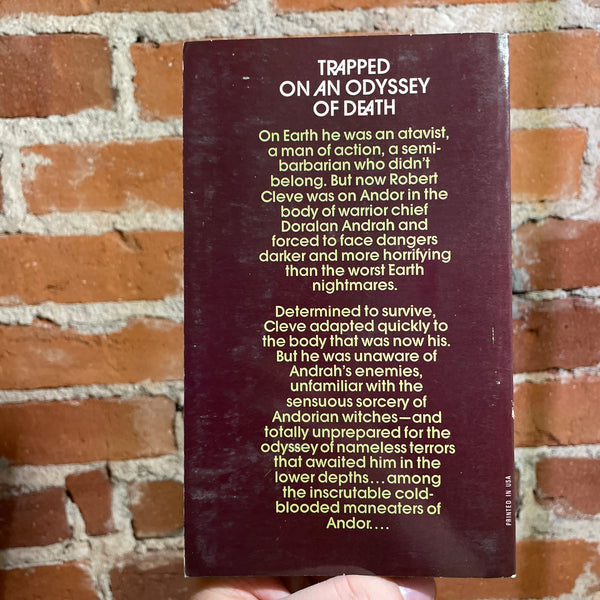 TRAPPED
ON AN ODYSSEY
OF DEATH
On Earth he was an atavist,
a man of action, a semi-
barbarian who didn't
belong. But now Robert
Cleve was on Andor in the
body of warrior chief
Doralan Andrah and
forced to face dangers
darker and more horrifying
than the worst Earth
nightmares.
Determined to survive,
Cleve adapted quickly to
the body that was now his.
But he was unaware of
Andrah's enemies,
unfamiliar with the
sensuous sorcery of
Andorian witches—and
totally unprepared for the
odyssey of nameless terrors
that awaited him in the
lower depths...among
the inscrutable cold-
blooded maneaters of
Andor....
PRINTED IN USA